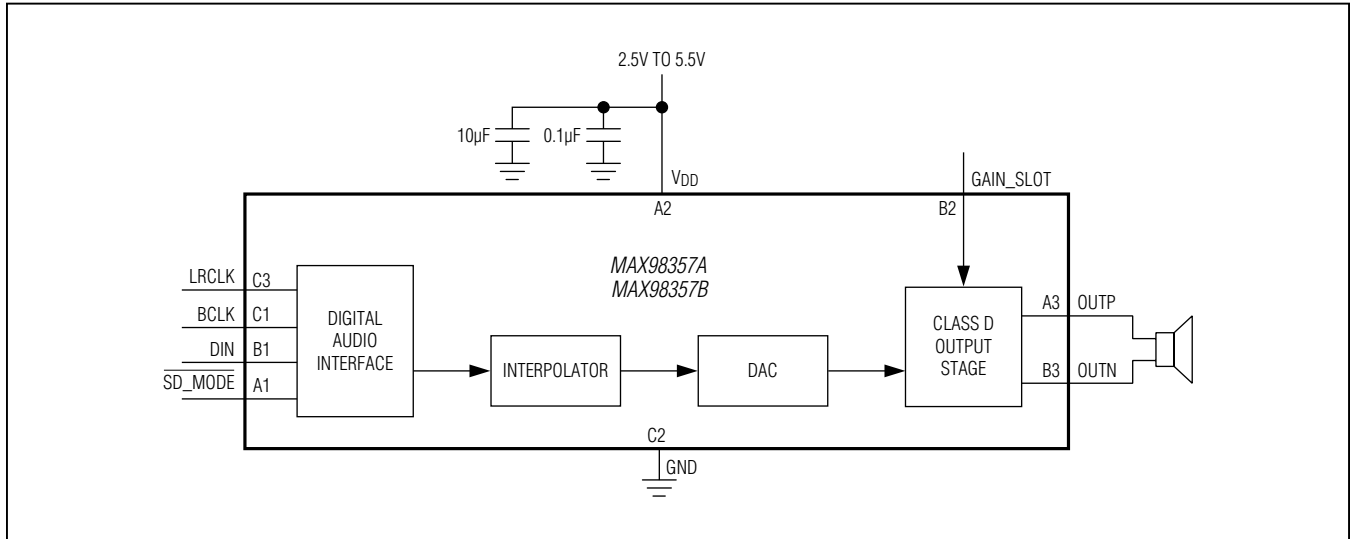 2.5V TO 5.5V
10µF
0.1µF
VDD
GAIN_SLOT
A2
B2
MAX98357A
MAX98357B
LRCLK
C3
BCLK
C1
DIN
B1
SD_MODE
A1
DIGITAL
AUDIO
INTERFACE
INTERPOLATOR
DAC
CLASS D
OUTPUT
STAGE
A3
OUTP
B3
OUTN
C2
GND